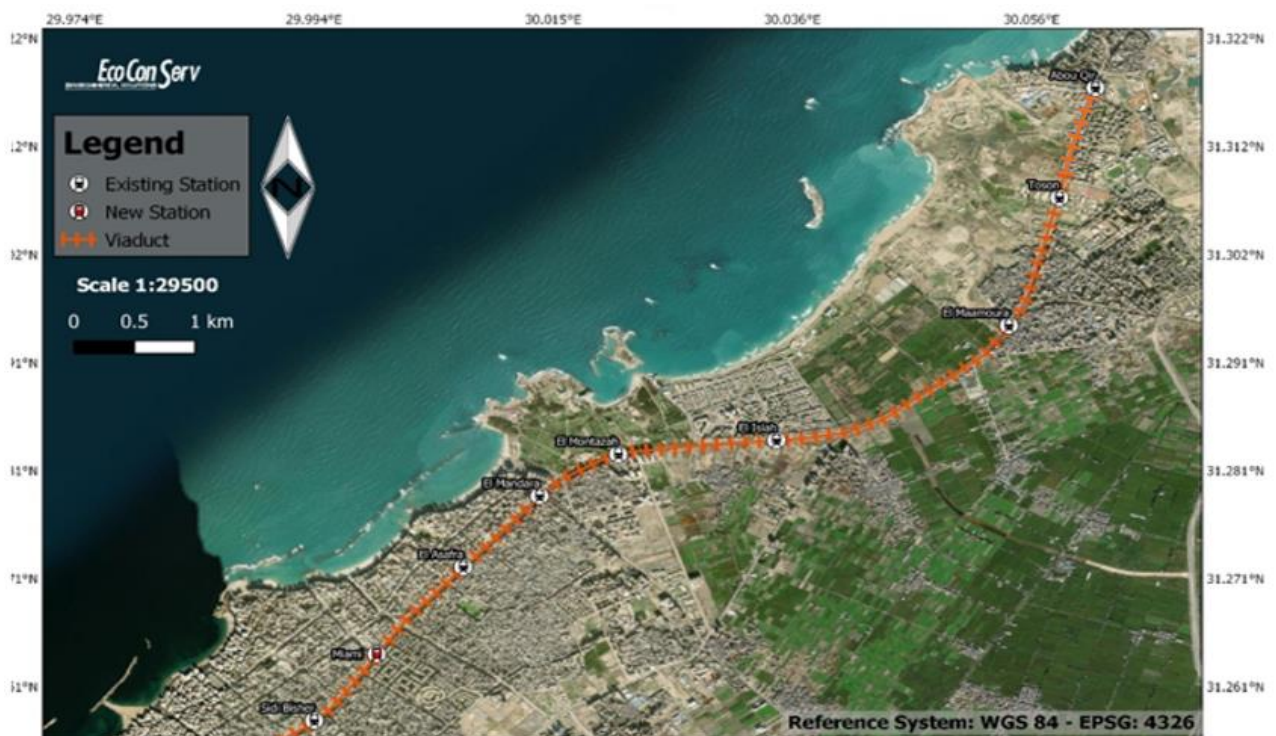 29.974°E 29.994°E 30.015°E 30.036°E 30.056°E
EcoConServ
Legend
Existing Station
New Station
Viaduct
Scale 1:29500
0 0.5 1 km
31.322°N
31.312°N
31.302°N
31.291°N
31.281°N
31.271°N
31.261°N
Abou Qir
Toson
El Maamoura
El Islah
El Montazah
El Mandara
El Asafra
Miami
Sidi Bisher
N
Reference System: WGS 84 - EPSG: 4326